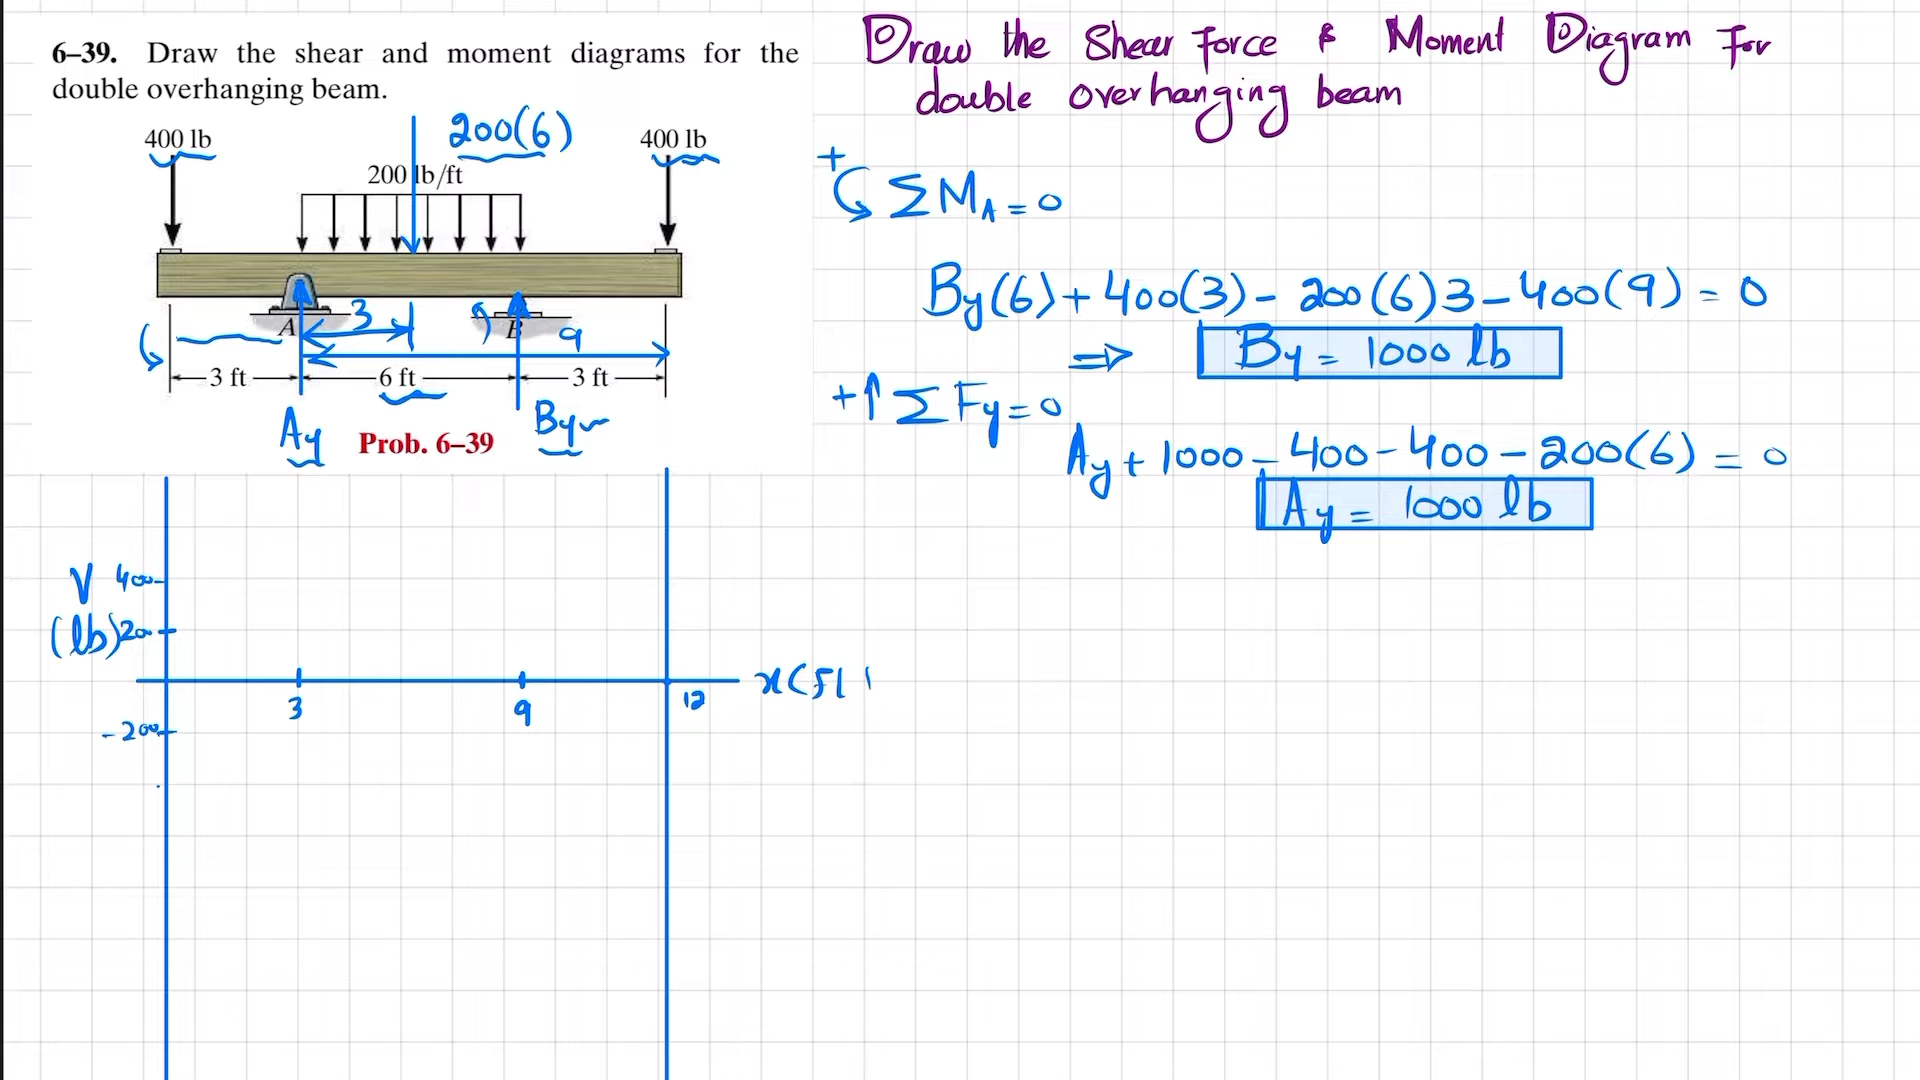 6–39. Draw the shear and moment diagrams for the
double overhanging beam.
400 lb
200(6)
400 lb
200 lb/ft
A
3
B
9
3 ft
6 ft
3 ft
Ay
Prob. 6–39
By
Draw the Shear Force & Moment Diagram For
double overhanging beam
+ ΣM_A = 0
By(6) + 400(3) - 200(6)3 - 400(9) = 0
⇒ By = 1000 lb
+↑ ΣFy = 0
Ay + 1000 - 400 - 400 - 200(6) = 0
Ay = 1000 lb
V
400
(lb)
200
3
9
12
x(ft
-200